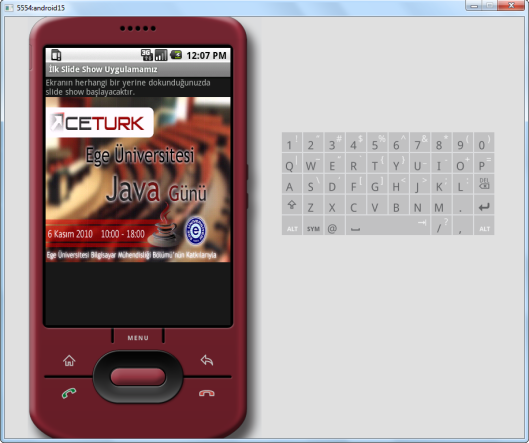 5554:android15
3G 12:07 PM
İlk Slide Show Uygulamamız
Ekranın herhangi bir yerine dokunduğunuzda
slide show başlayacaktır.
CETURK
Ege Üniversitesi
Java Günü
6 Kasım 2010 10:00 - 18:00
e
Ege Üniversitesi Bilgisayar Mühendisliği Bölümü'nün Katkılarıyla
MENU
1 ! 2 " 3 # 4 $ 5 % 6 ^ 7 & 8 * 9 ( 0 )
Q | W ~ E " R T { Y } U _ I O + P =
A S ` D F [ G ] H < J > K ; L : DEL
Z X C V B N M .
ALT SYM @ / ? , ALT